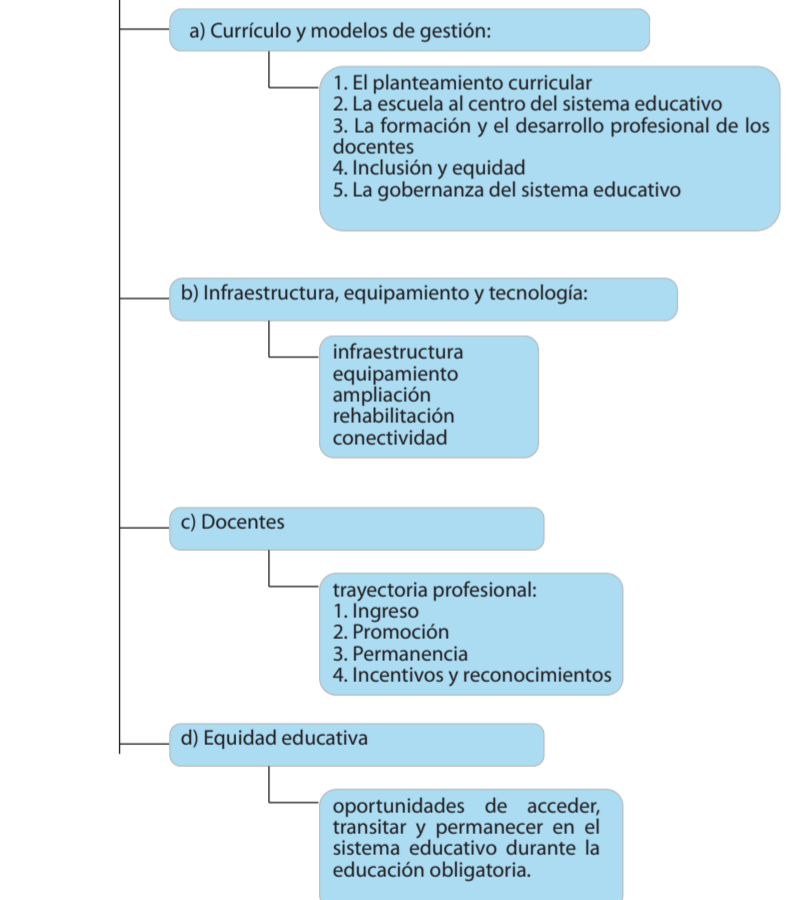 a) Currículo y modelos de gestión:
1. El planteamiento curricular
2. La escuela al centro del sistema educativo
3. La formación y el desarrollo profesional de los
docentes
4. Inclusión y equidad
5. La gobernanza del sistema educativo
b) Infraestructura, equipamiento y tecnología:
infraestructura
equipamiento
ampliación
rehabilitación
conectividad
c) Docentes
trayectoria profesional:
1. Ingreso
2. Promoción
3. Permanencia
4. Incentivos y reconocimientos
d) Equidad educativa
oportunidades de acceder,
transitar y permanecer en el
sistema educativo durante la
educación obligatoria.